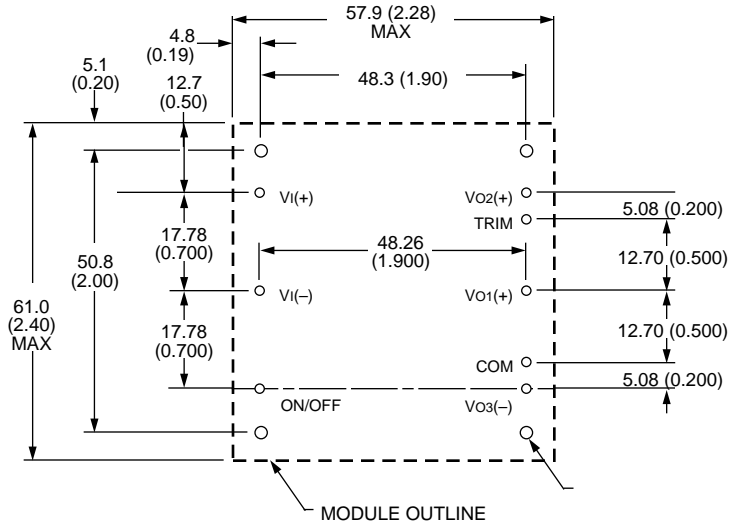 57.9 (2.28)
MAX
4.8
(0.19)
48.3 (1.90)
5.1
(0.20)
12.7
(0.50)
VI(+)
VO2(+)
TRIM
5.08 (0.200)
17.78
(0.700)
48.26
(1.900)
12.70 (0.500)
50.8
(2.00)
61.0
(2.40)
MAX
VI(–)
VO1(+)
17.78
(0.700)
12.70 (0.500)
COM
5.08 (0.200)
ON/OFF
VO3(–)
MODULE OUTLINE